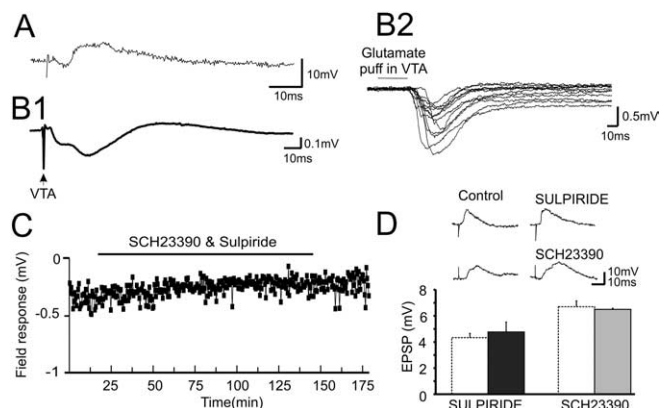 A
10mV
10ms
B1
0.1mV
10ms
VTA
B2
Glutamate
puff in VTA
0.5mV
10ms
C
SCH23390 & Sulpiride
Field response (mV)
0
-0.5
-1
25 50 75 100 125 150 175
Time(min)
D
Control SULPIRIDE
SCH23390
10mV
10ms
EPSP (mV)
8
6
4
2
0
SULPIRIDE SCH23390